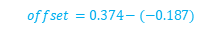 offset = 0.374− (−0.187)